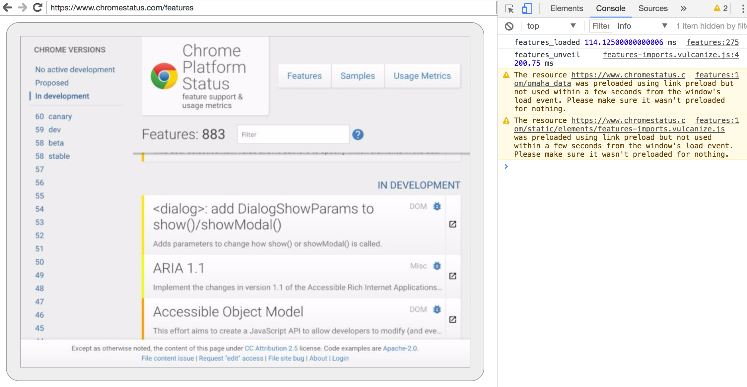 https://www.chromestatus.com/features
CHROME VERSIONS
No active development
Proposed
In development
60 canary
59 dev
58 beta
58 stable
57
56
55
54
53
52
51
50
49
48
47
46
45
44
Chrome
Platform
Status
feature support &
usage metrics
Features
Samples
Usage Metrics
Features: 883
Filter
?
IN DEVELOPMENT
<dialog>: add DialogShowParams to
show()/showModal()
DOM
Adds parameters to change how show() or showModal() is called.
ARIA 1.1
Misc
Implement the changes in version 1.1 of the Accessible Rich Internet Applications...
Accessible Object Model
DOM
This effort aims to create a JavaScript API to allow developers to modify (and eve...
Except as otherwise noted, the content of this page under CC Attribution 2.5 license. Code examples are Apache-2.0.
File content issue | Request "edit" access | File site bug | About | Login
Elements Console Sources » 2
top Filter Info 1 item hidden by filt
features_loaded 114.12500000000006 ms features:275
features_unveil features-imports.vulcanize.js:4
200.75 ms
The resource https://www.chromestatus.c features:1
om/omaha_data was preloaded using link preload but
not used within a few seconds from the window's
load event. Please make sure it wasn't preloaded
for nothing.
The resource https://www.chromestatus.c features:1
om/static/elements/features-imports.vulcanize.js
was preloaded using link preload but not used
within a few seconds from the window's load event.
Please make sure it wasn't preloaded for nothing.